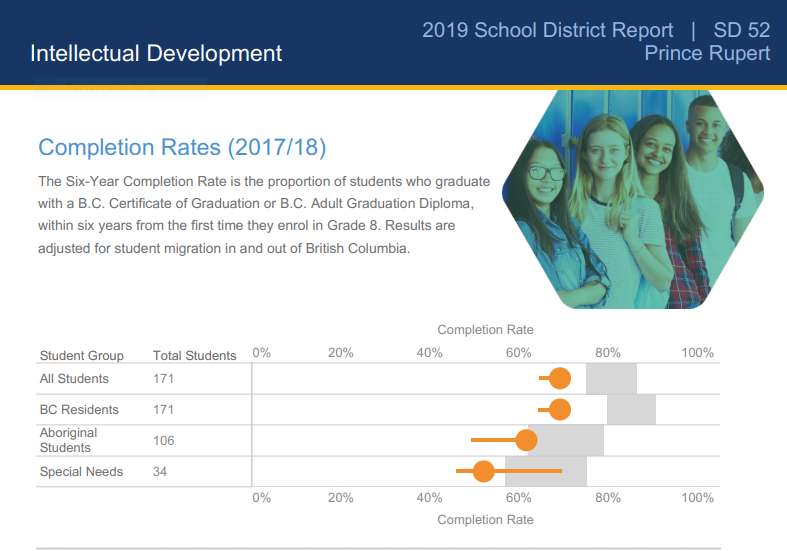 2019 School District Report | SD 52
Intellectual Development
Prince Rupert
Completion Rates (2017/18)
The Six-Year Completion Rate is the proportion of students who graduate
with a B.C. Certificate of Graduation or B.C. Adult Graduation Diploma,
within six years from the first time they enrol in Grade 8. Results are
adjusted for student migration in and out of British Columbia.
Completion Rate
Student Group Total Students 0% 20% 40% 60% 80% 100%
All Students 171
BC Residents 171
Aboriginal
Students 106
Special Needs 34
0% 20% 40% 60% 80% 100%
Completion Rate